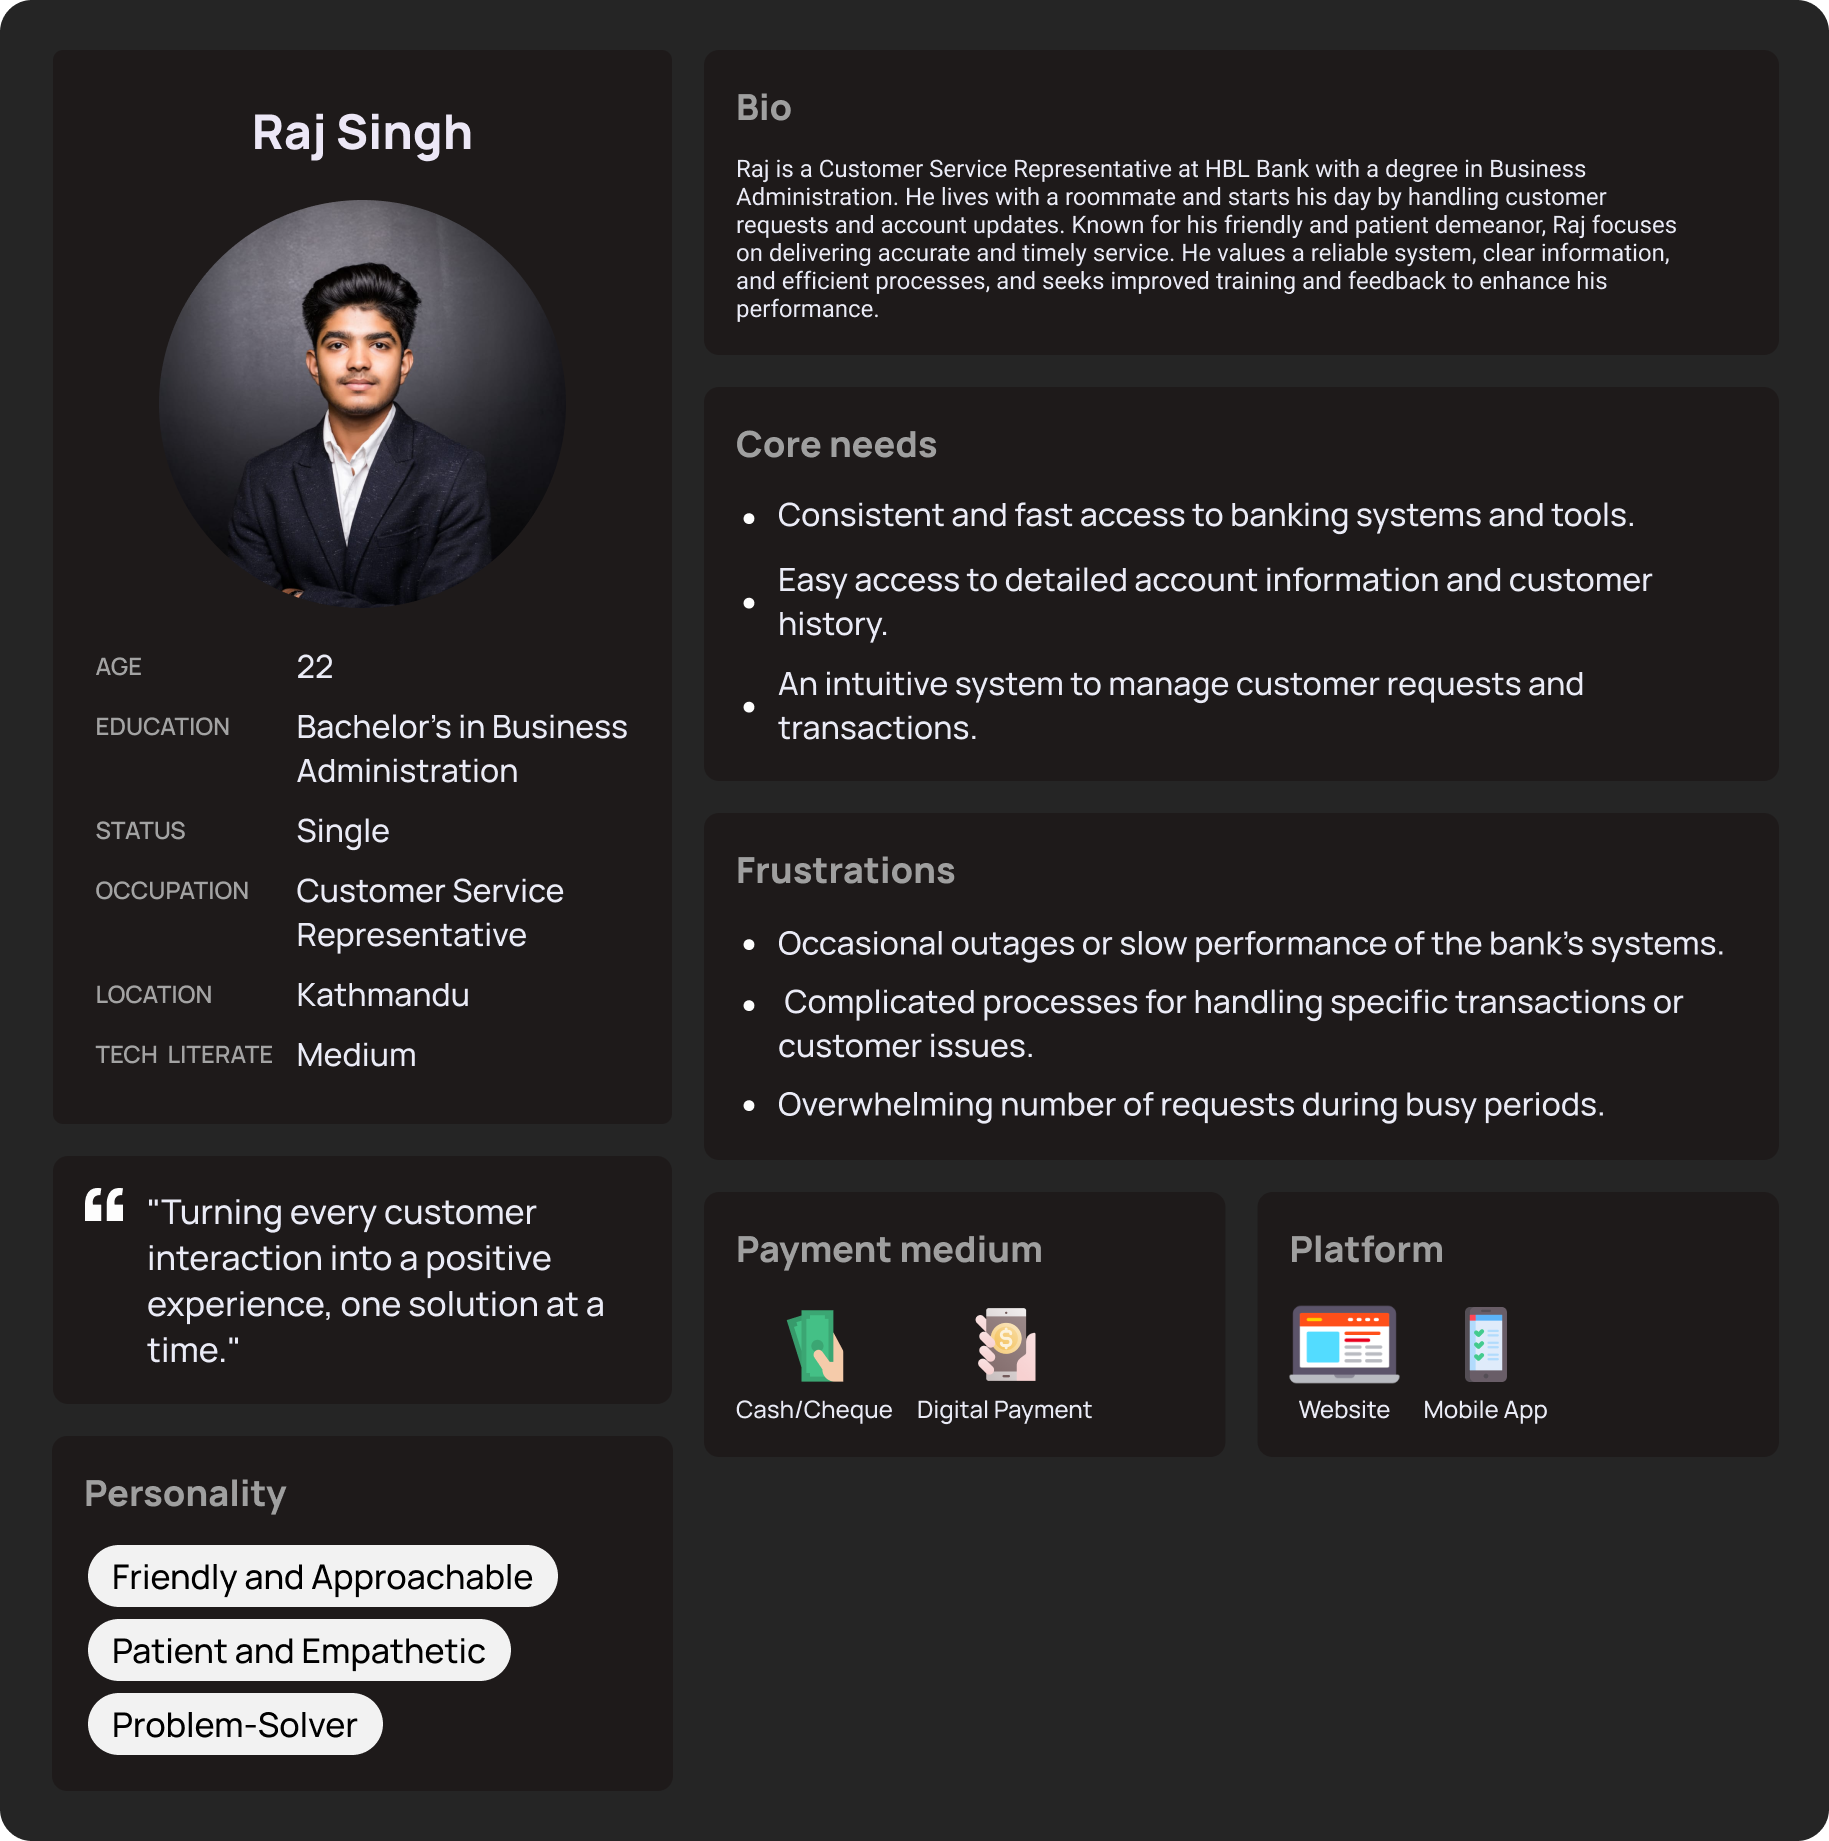 Raj Singh
AGE 22
EDUCATION Bachelor's in Business
Administration
STATUS Single
OCCUPATION Customer Service
Representative
LOCATION Kathmandu
TECH LITERATE Medium
"Turning every customer
interaction into a positive
experience, one solution at a
time."
Personality
Friendly and Approachable
Patient and Empathetic
Problem-Solver
Bio
Raj is a Customer Service Representative at HBL Bank with a degree in Business
Administration. He lives with a roommate and starts his day by handling customer
requests and account updates. Known for his friendly and patient demeanor, Raj focuses
on delivering accurate and timely service. He values a reliable system, clear information,
and efficient processes, and seeks improved training and feedback to enhance his
performance.
Core needs
• Consistent and fast access to banking systems and tools.
• Easy access to detailed account information and customer
history.
• An intuitive system to manage customer requests and
transactions.
Frustrations
• Occasional outages or slow performance of the bank's systems.
• Complicated processes for handling specific transactions or
customer issues.
• Overwhelming number of requests during busy periods.
Payment medium
Cash/Cheque Digital Payment
Platform
Website Mobile App